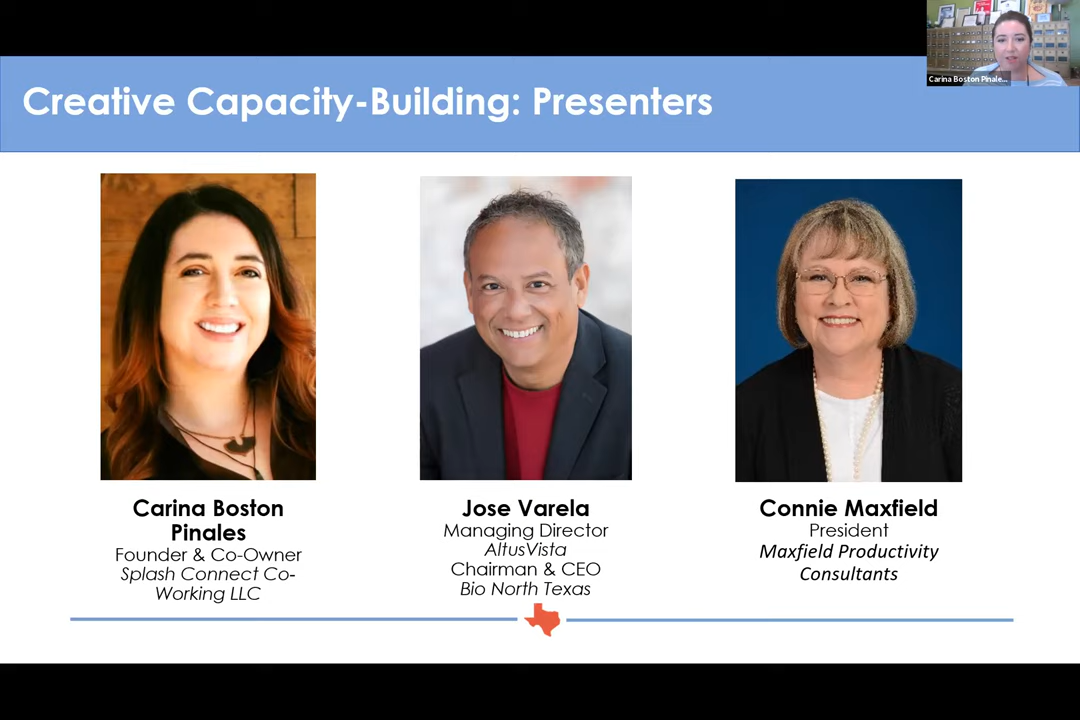 Carina Boston Pinale...
Creative Capacity-Building: Presenters
Carina Boston
Pinales
Founder & Co-Owner
Splash Connect Co-
Working LLC
Jose Varela
Managing Director
AltusVista
Chairman & CEO
Bio North Texas
Connie Maxfield
President
Maxfield Productivity
Consultants